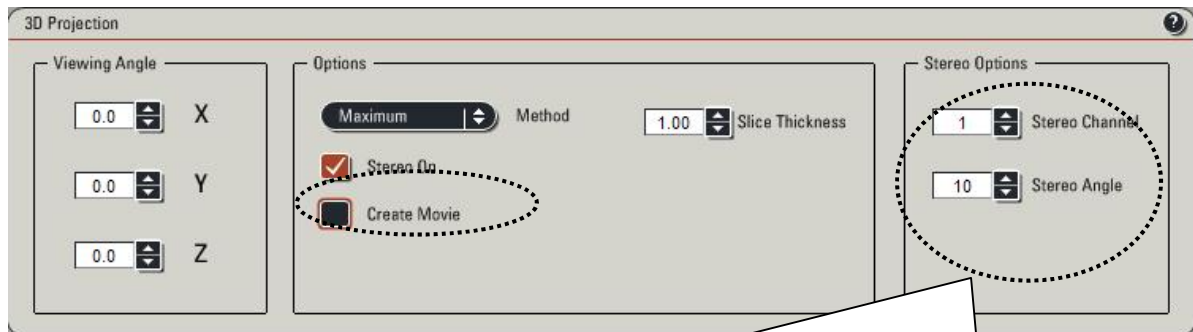 3D Projection
?
Viewing Angle
0.0 X
0.0 Y
0.0 Z
Options
Maximum Method
1.00 Slice Thickness
Stereo On
Create Movie
Stereo Options
1 Stereo Channel
10 Stereo Angle